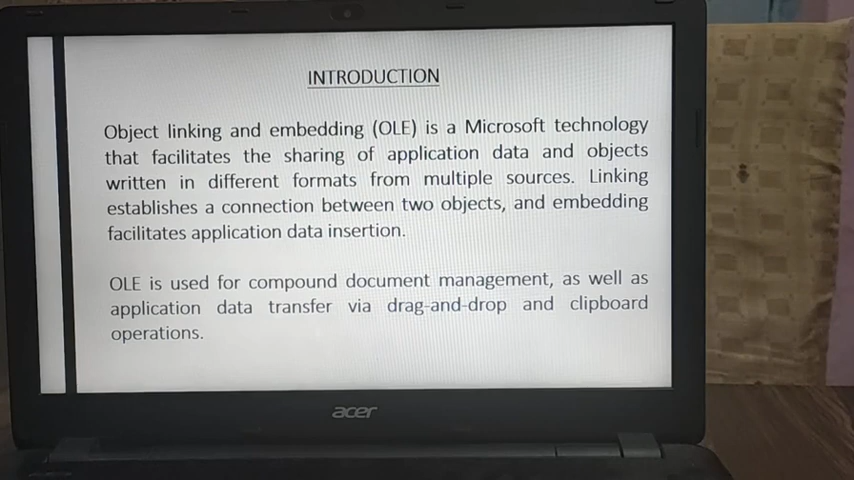 INTRODUCTION
Object linking and embedding (OLE) is a Microsoft technology
that facilitates the sharing of application data and objects
written in different formats from multiple sources. Linking
establishes a connection between two objects, and embedding
facilitates application data insertion.
OLE is used for compound document management, as well as
application data transfer via drag-and-drop and clipboard
operations.
acer